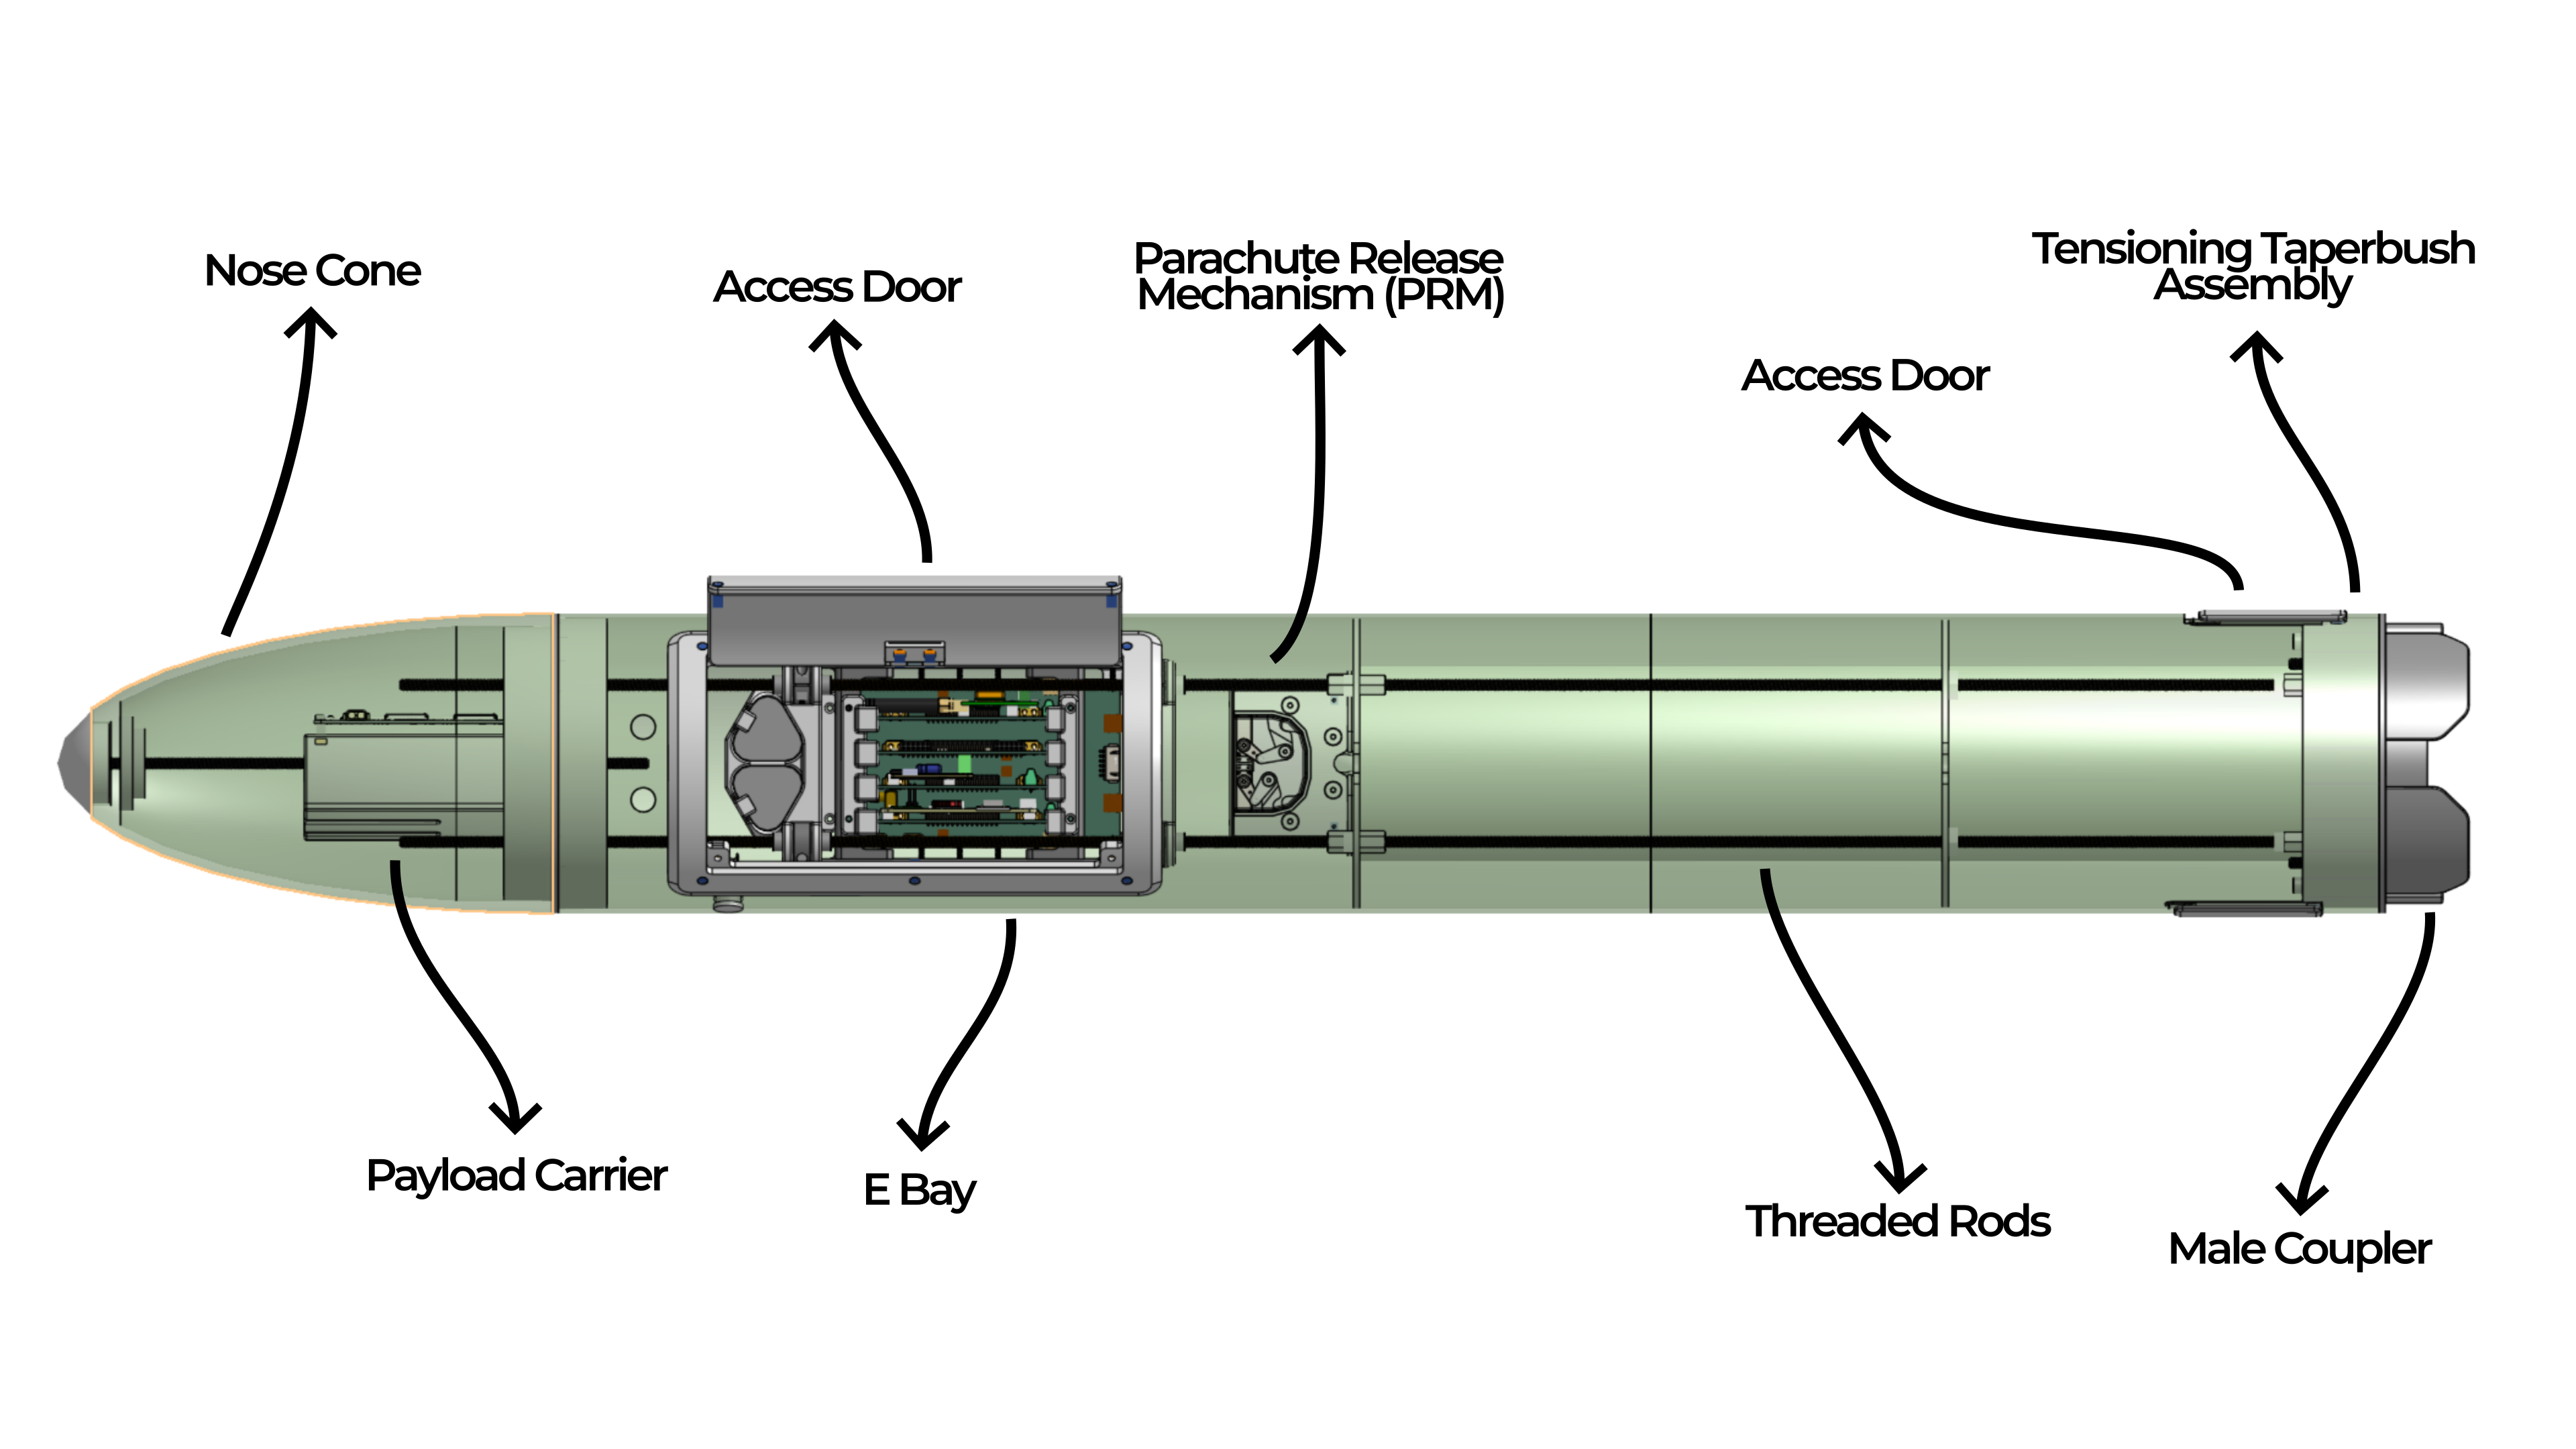 Nose Cone
Access Door
Parachute Release
Mechanism (PRM)
Access Door
Tensioning Taperbush
Assembly
Payload Carrier
E Bay
Threaded Rods
Male Coupler